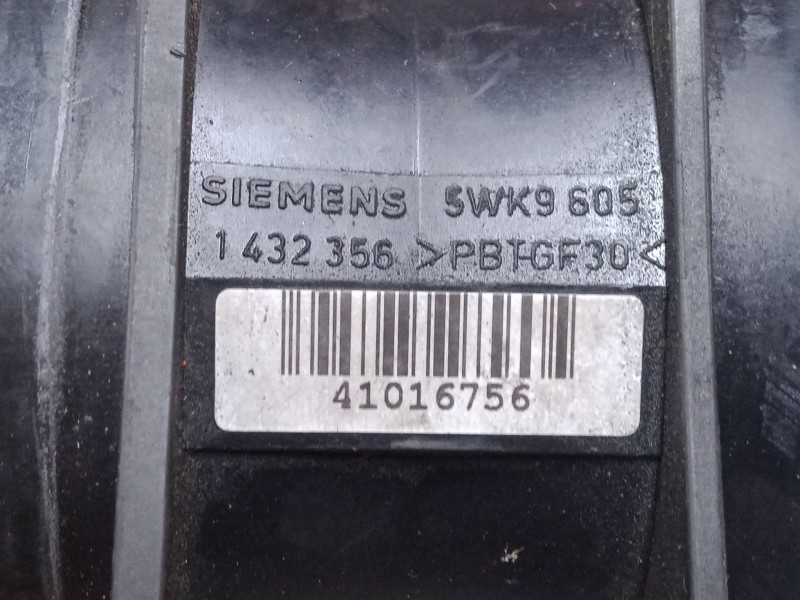 SIEMENS 5WK9 605
1 432 356 >PBT-GF30<
41016756